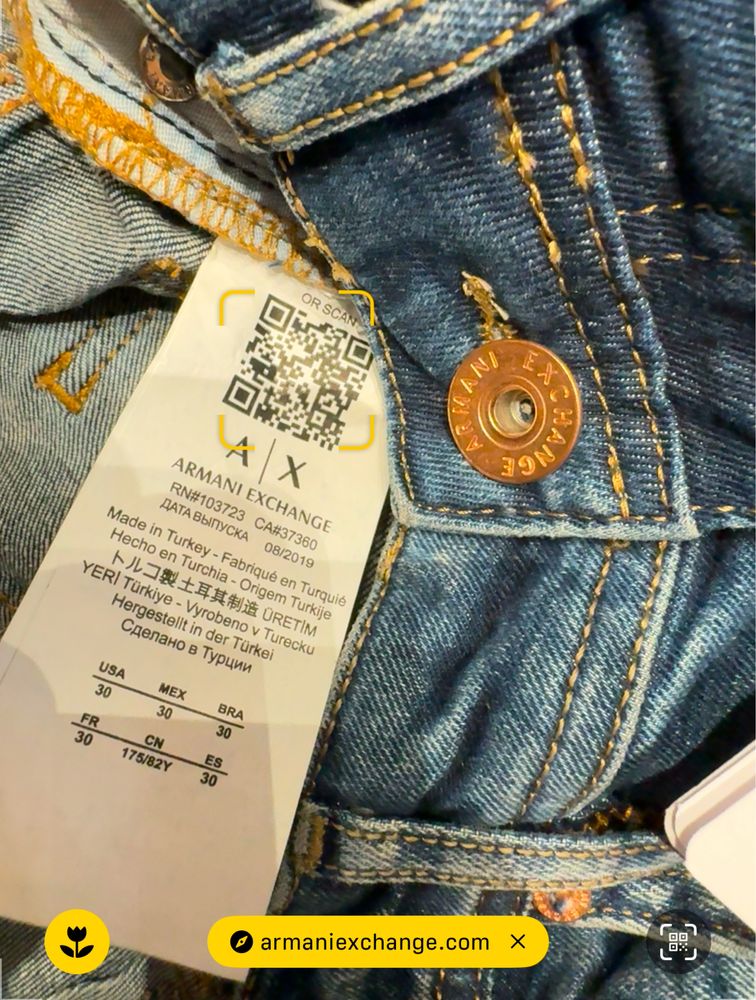 OR SCAN
A | X
ARMANI EXCHANGE
RN#103723 CA#37360
ДАТА ВЫПУСКА 08/2019
Made in Turkey - Fabriqué en Turquie
Hecho en Turchia - Origem Turkije
トルコ製 土耳其制造 ÜRETİM
YERİ Türkiye - Vyrobeno v Turecku
Hergestellt in der Türkei
Сделано в Турции
USA MEX BRA
30 30 30
FR CN ES
30 175/82Y 30
ARMANI EXCHANGE
armaniexchange.com